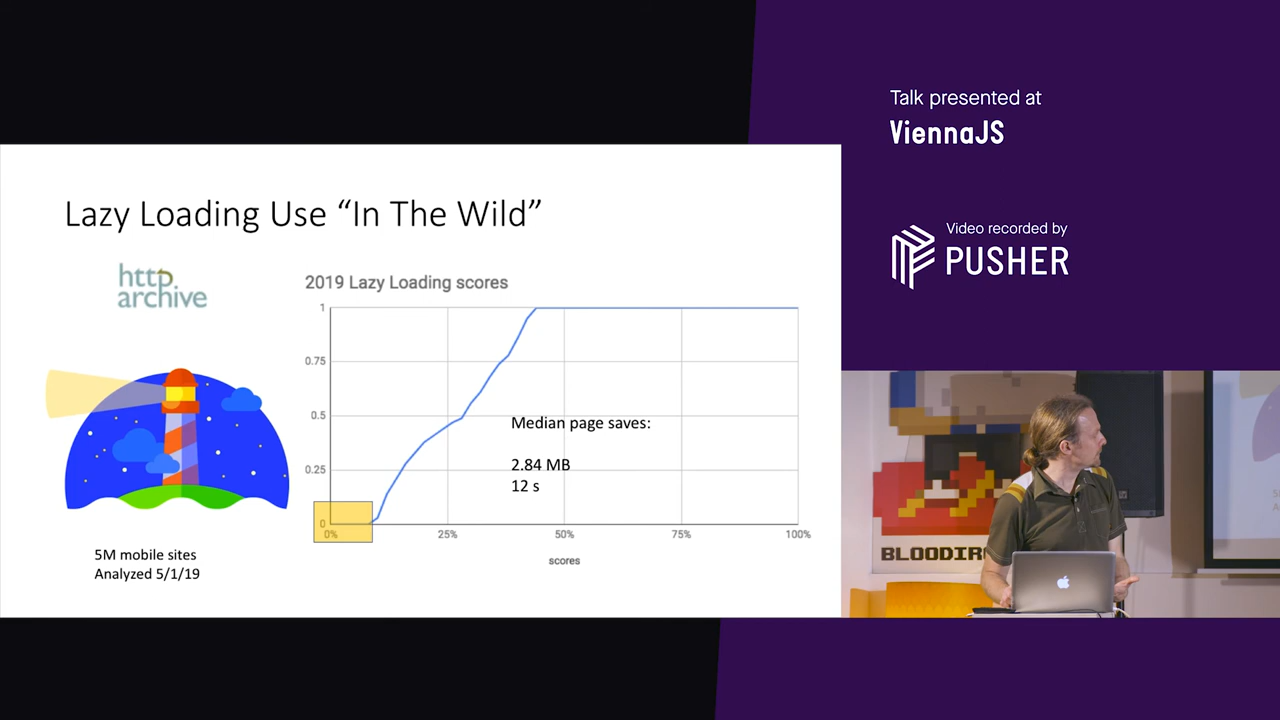 Talk presented at
ViennaJS
Video recorded by
PUSHER
Lazy Loading Use “In The Wild”
http
archive
2019 Lazy Loading scores
1
0.75
0.5
0.25
0
0%
25%
50%
75%
100%
scores
Median page saves:
2.84 MB
12 s
5M mobile sites
Analyzed 5/1/19